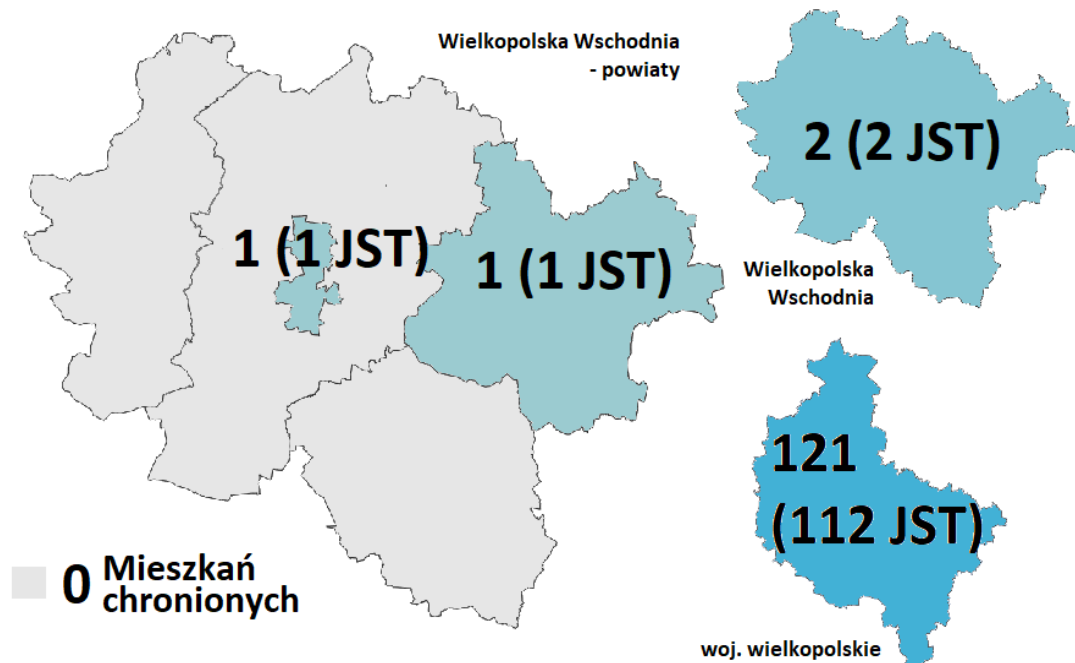 Wielkopolska Wschodnia
- powiaty
2 (2 JST)
1 (1 JST)
1 (1 JST)
Wielkopolska
Wschodnia
121
(112 JST)
0 Mieszkań
chronionych
woj. wielkopolskie